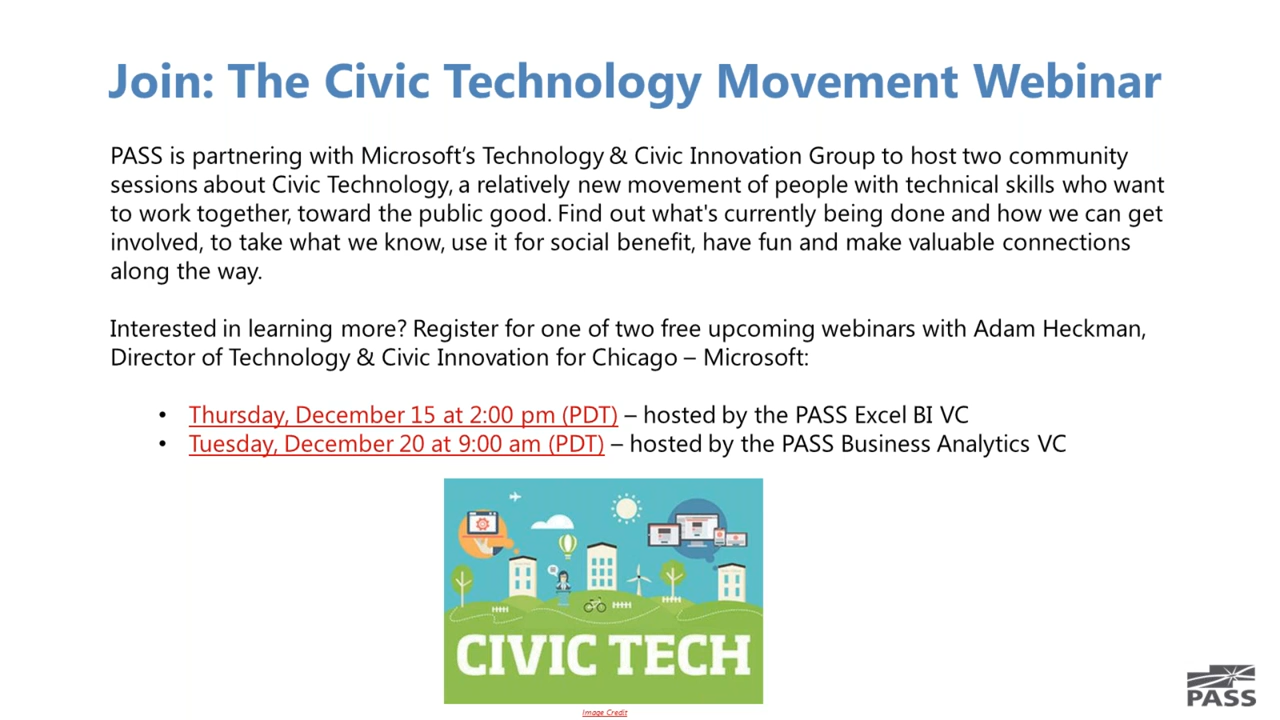 Join: The Civic Technology Movement Webinar
PASS is partnering with Microsoft's Technology & Civic Innovation Group to host two community
sessions about Civic Technology, a relatively new movement of people with technical skills who want
to work together, toward the public good. Find out what's currently being done and how we can get
involved, to take what we know, use it for social benefit, have fun and make valuable connections
along the way.
Interested in learning more? Register for one of two free upcoming webinars with Adam Heckman,
Director of Technology & Civic Innovation for Chicago – Microsoft:
• Thursday, December 15 at 2:00 pm (PDT) – hosted by the PASS Excel BI VC
• Tuesday, December 20 at 9:00 am (PDT) – hosted by the PASS Business Analytics VC
CIVIC TECH
Image Credit
PASS